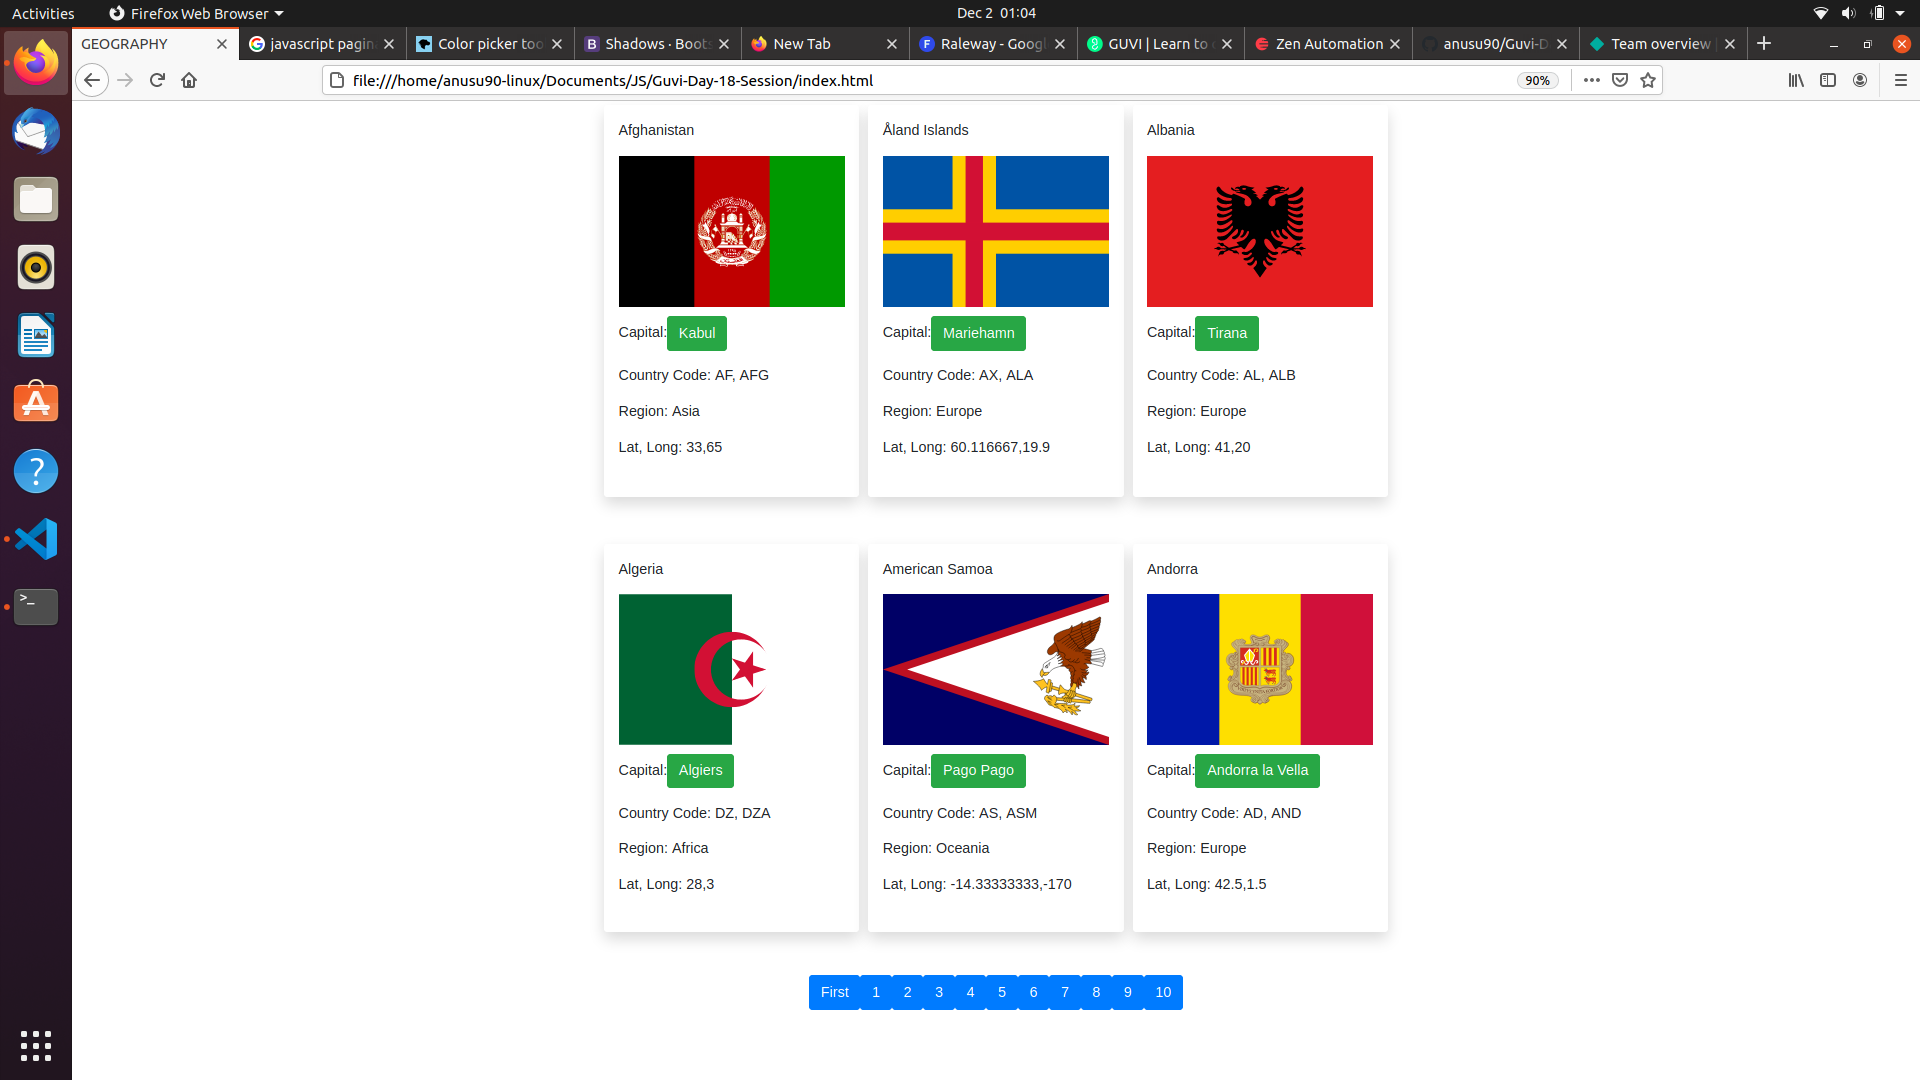 Activities Firefox Web Browser Dec 2 01:04
GEOGRAPHY javascript pagin Color picker too Shadows · Boots New Tab Raleway - Googl GUVI | Learn to Zen Automation anusu90/Guvi-D Team overview
file:///home/anusu90-linux/Documents/JS/Guvi-Day-18-Session/index.html 90%
Afghanistan Åland Islands Albania
Capital: Kabul Capital: Mariehamn Capital: Tirana
Country Code: AF, AFG Country Code: AX, ALA Country Code: AL, ALB
Region: Asia Region: Europe Region: Europe
Lat, Long: 33,65 Lat, Long: 60.116667,19.9 Lat, Long: 41,20
Algeria American Samoa Andorra
Capital: Algiers Capital: Pago Pago Capital: Andorra la Vella
Country Code: DZ, DZA Country Code: AS, ASM Country Code: AD, AND
Region: Africa Region: Oceania Region: Europe
Lat, Long: 28,3 Lat, Long: -14.33333333,-170 Lat, Long: 42.5,1.5
First 1 2 3 4 5 6 7 8 9 10